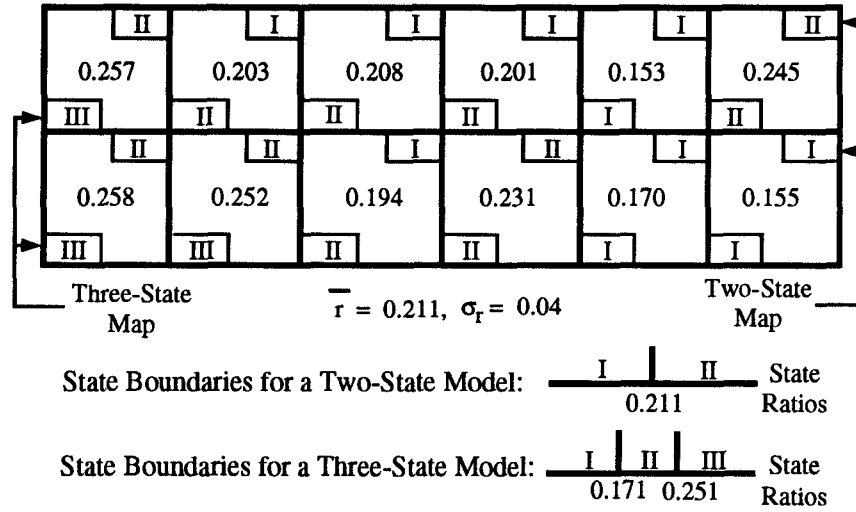 II I I I I II
0.257 0.203 0.208 0.201 0.153 0.245
III II II II I II
II II I II I I
0.258 0.252 0.194 0.231 0.170 0.155
III III II II I I
Three-State Map
r̅ = 0.211, σr = 0.04
Two-State Map
State Boundaries for a Two-State Model: I II State Ratios
0.211
State Boundaries for a Three-State Model: I II III State Ratios
0.171 0.251